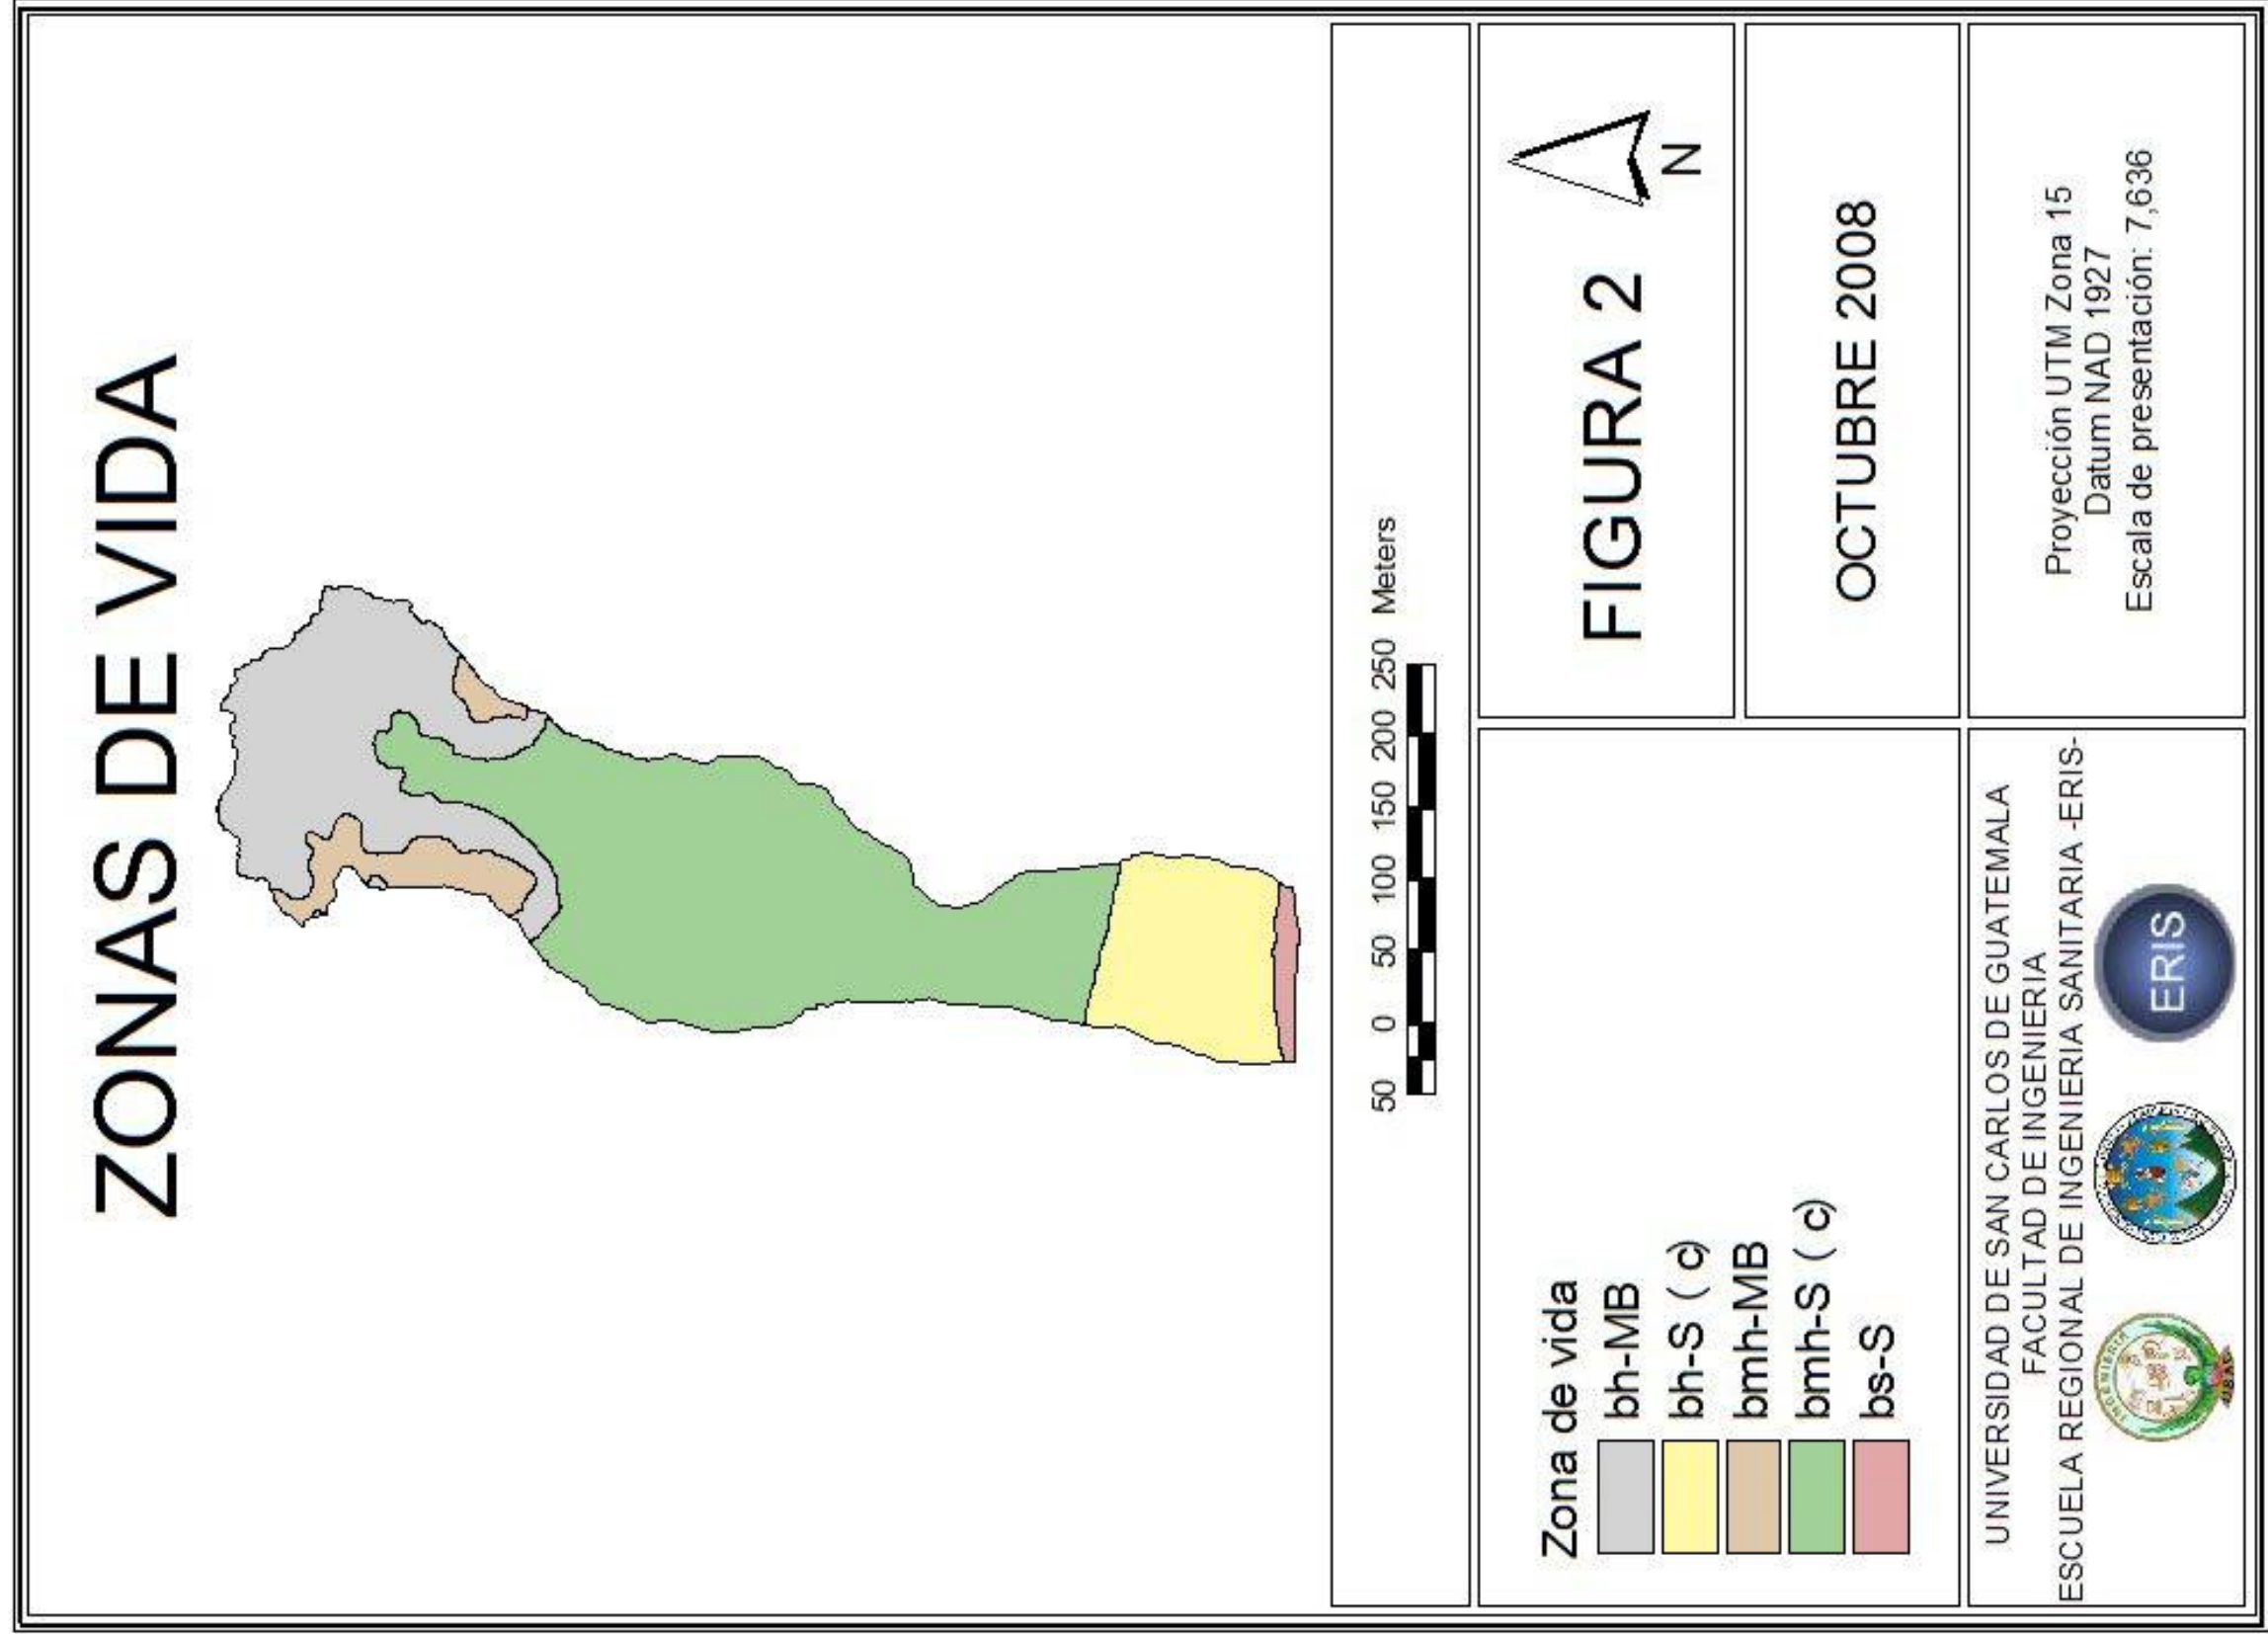 ZONAS DE VIDA
50 0 50 100 150 200 250 Meters
Zona de vida
bh-MB
bh-S ( c)
bmh-MB
bmh-S ( c)
bs-S
FIGURA 2
N
OCTUBRE 2008
UNIVERSIDAD DE SAN CARLOS DE GUATEMALA
FACULTAD DE INGENIERIA
ESCUELA REGIONAL DE INGENIERIA SANITARIA -ERIS-
INGENIERIA
USAC
ERIS
Proyección UTM Zona 15
Datum NAD 1927
Escala de presentación: 7,636